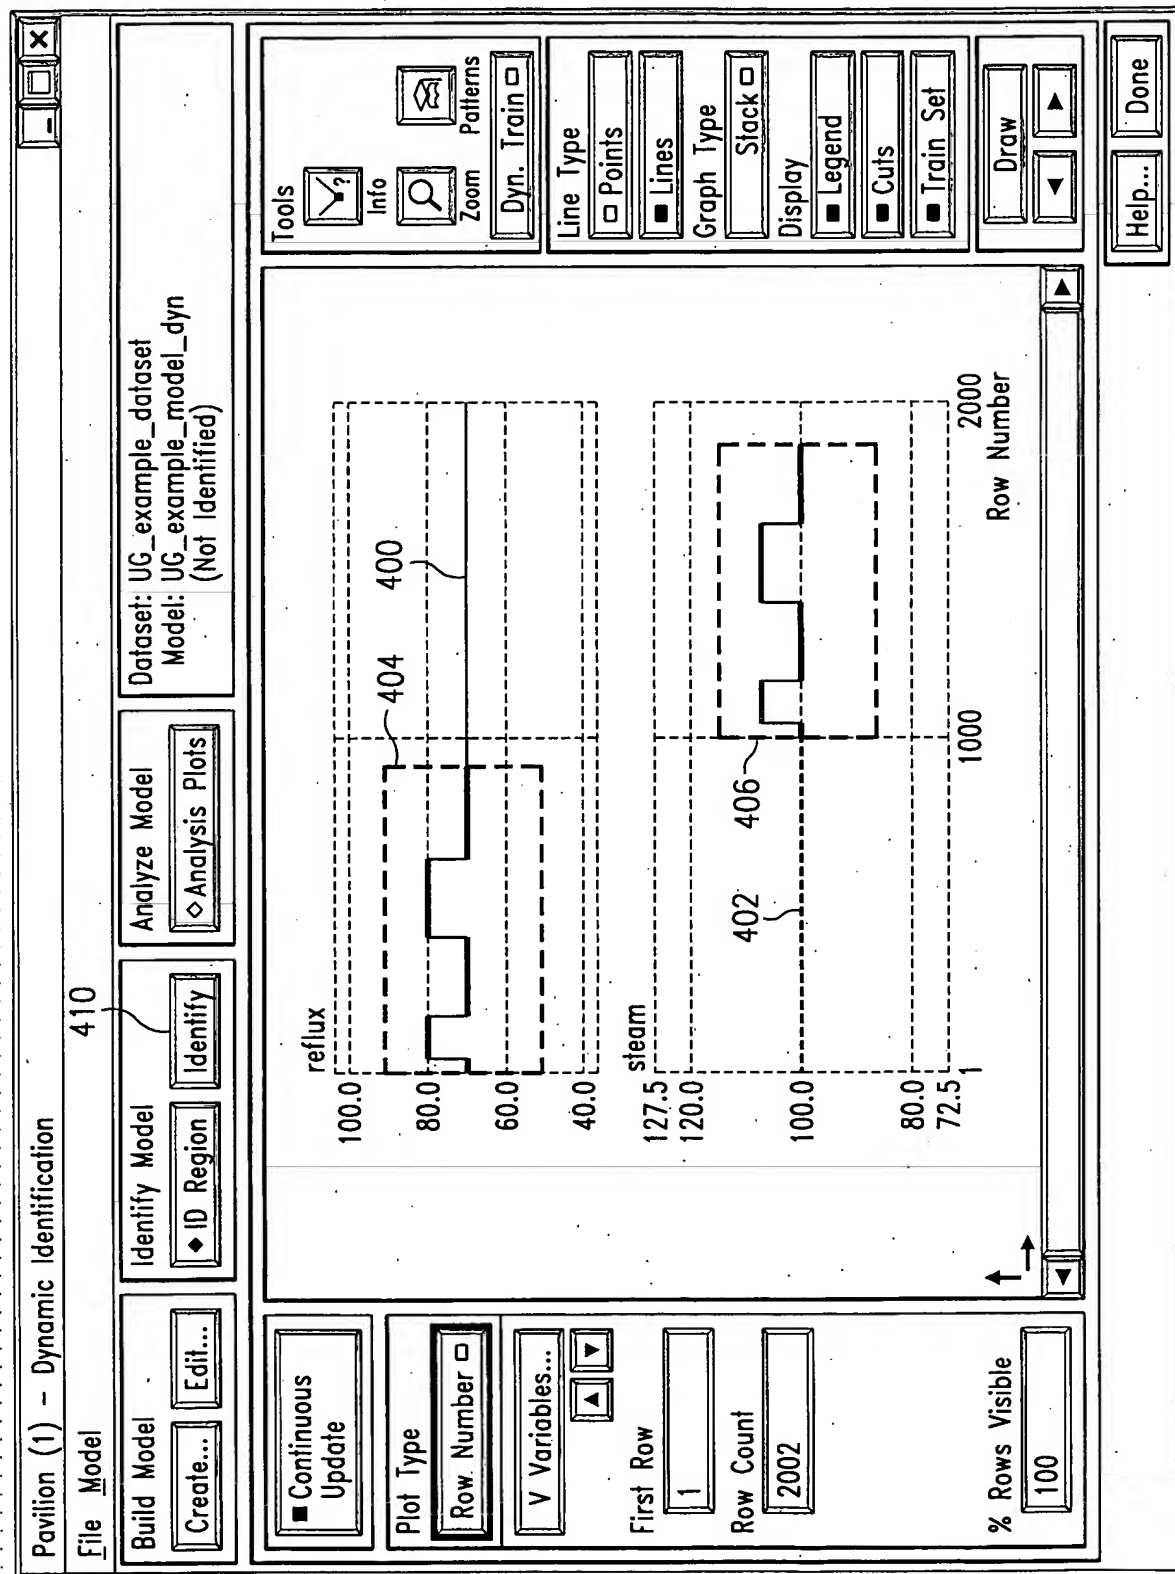 Pavilion (1) – Dynamic Identification
File Model
410
Build Model
Create...
Edit...
Identify Model
◆ ID Region
Identify
Analyze Model
◇ Analysis Plots
Dataset: UG_example_dataset
Model: UG_example_model_dyn
(Not Identified)
■ Continuous
Update
Plot Type
Row Number
V Variables...
First Row
1
Row Count
2002
% Rows Visible
100
reflux
100.0
80.0
60.0
40.0
404
400
steam
127.5
120.0
100.0
80.0
72.5
402
406
1
1000
2000
Row Number
Tools
?
Info
Zoom
Patterns
Dyn. Train
Line Type
Points
■ Lines
Graph Type
Stack
Display
■ Legend
■ Cuts
■ Train Set
Draw
Help...
Done